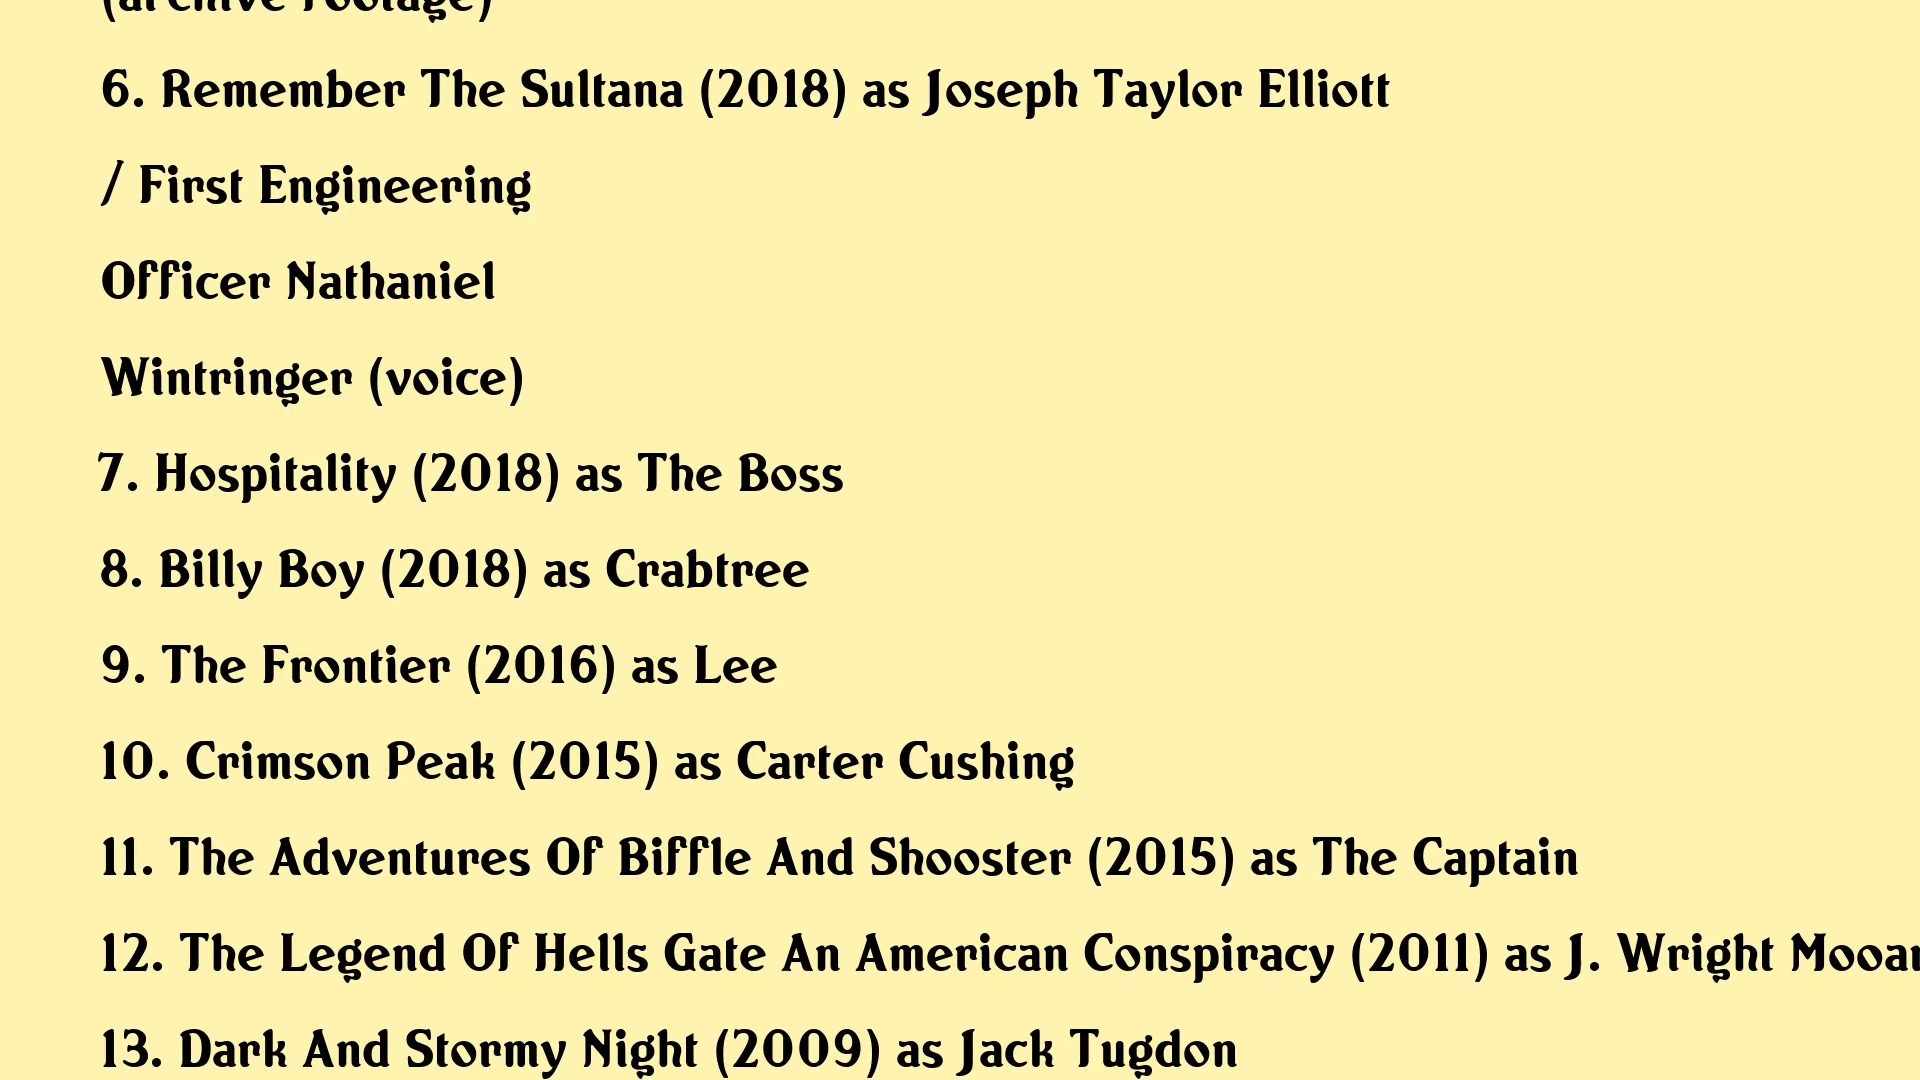 (archive footage)
6. Remember The Sultana (2018) as Joseph Taylor Elliott
/ First Engineering
Officer Nathaniel
Wintringer (voice)
7. Hospitality (2018) as The Boss
8. Billy Boy (2018) as Crabtree
9. The Frontier (2016) as Lee
10. Crimson Peak (2015) as Carter Cushing
11. The Adventures Of Biffle And Shooster (2015) as The Captain
12. The Legend Of Hells Gate An American Conspiracy (2011) as J. Wright Mooar
13. Dark And Stormy Night (2009) as Jack Tugdon